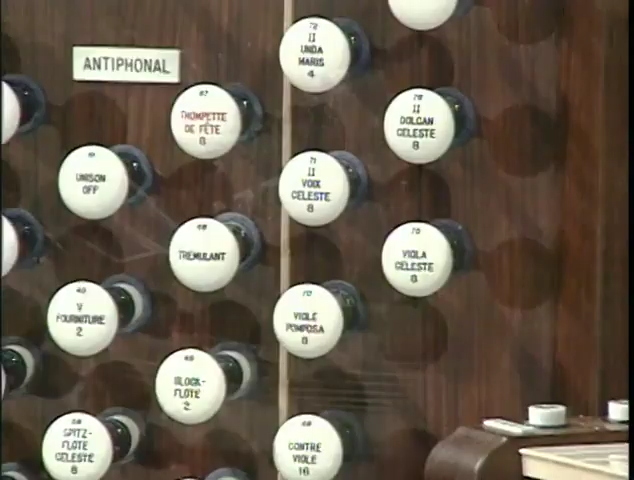 ANTIPHONAL
II
UNDA
MARIS
4
TROMPETTE
DE FÊTE
8
II
DOLCAN
CELESTE
8
UNISON
OFF
71
II
VOIX
CELESTE
8
TREMULANT
VIOLA
CELESTE
8
V
FOURNITURE
2
VIOLE
POMPOSA
8
BLOCK-
FLÖTE
2
SPITZ-
FLÖTE
CELESTE
8
CONTRE
VIOLE
16